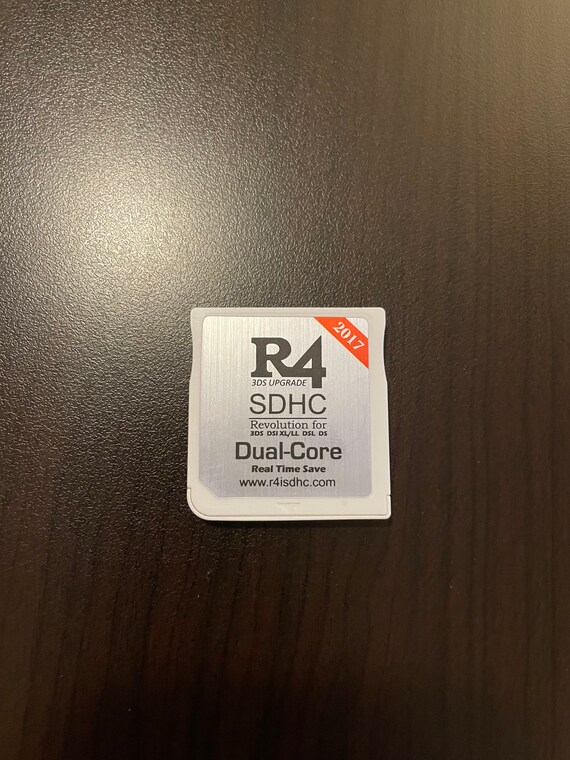 2017
R4
3DS UPGRADE
SDHC
Revolution for
3DS DSI XL/LL DSL DS
Dual-Core
Real Time Save
www.r4isdhc.com